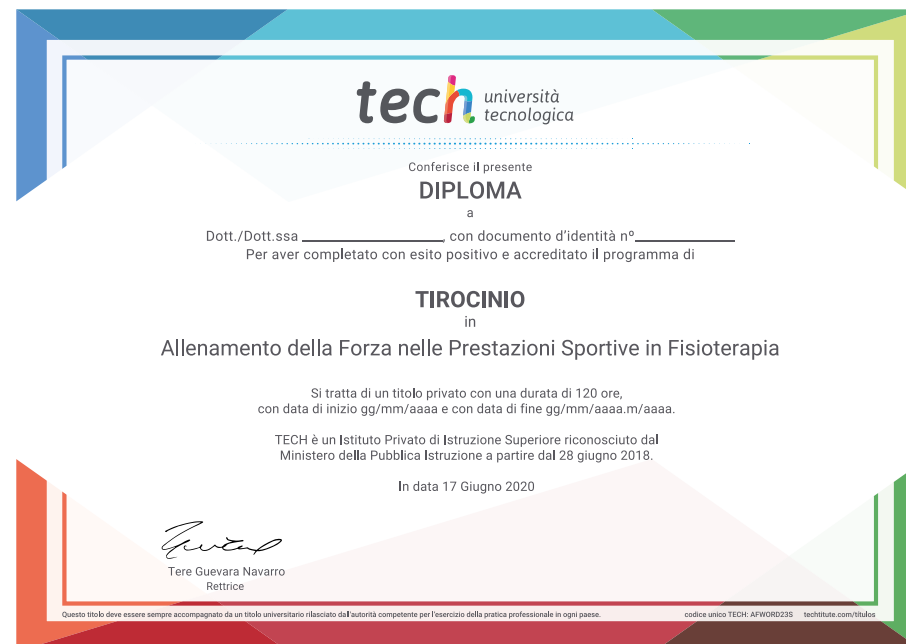 tech università
tecnologica
Conferisce il presente
DIPLOMA
a
Dott./Dott.ssa ____________________, con documento d'identità nº______________
Per aver completato con esito positivo e accreditato il programma di
TIROCINIO
in
Allenamento della Forza nelle Prestazioni Sportive in Fisioterapia
Si tratta di un titolo privato con una durata di 120 ore,
con data di inizio gg/mm/aaaa e con data di fine gg/mm/aaaa.m/aaaa.
TECH è un Istituto Privato di Istruzione Superiore riconosciuto dal
Ministero della Pubblica Istruzione a partire dal 28 giugno 2018.
In data 17 Giugno 2020
Tere Guevara Navarro
Rettrice
Questo titolo deve essere sempre accompagnato da un titolo universitario rilasciato dall'autorità competente per l'esercizio della pratica professionale in ogni paese. codice unico TECH: AFWORD23S techtitute.com/titulos